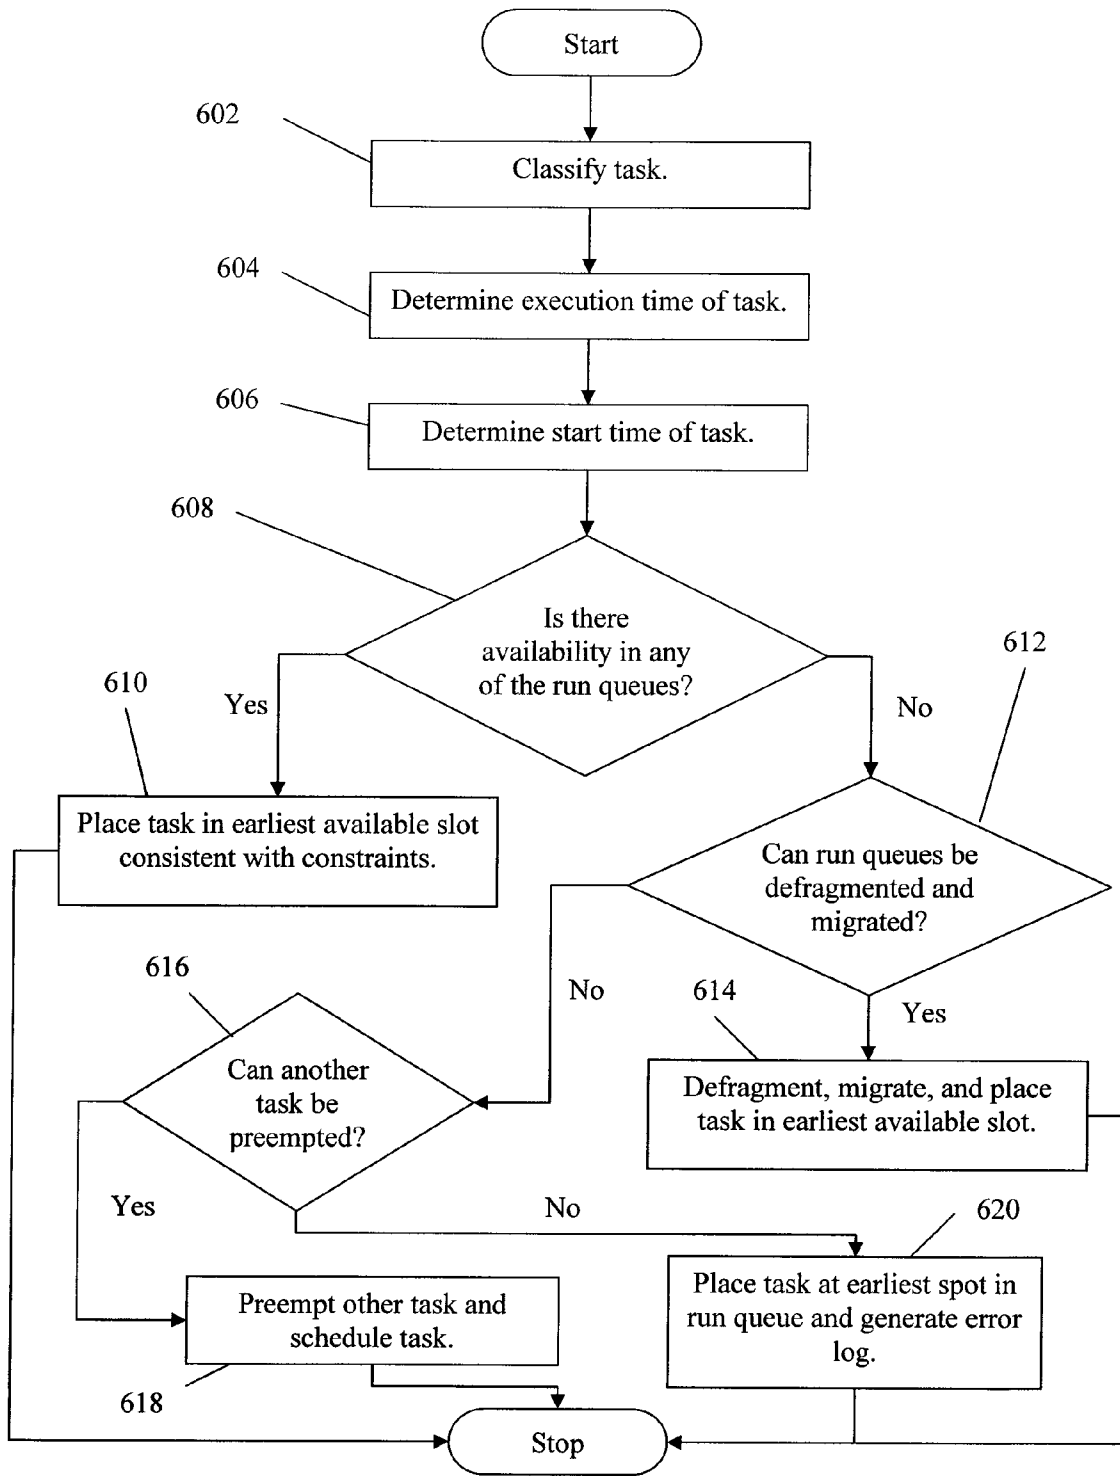 Start
602
Classify task.
604
Determine execution time of task.
606
Determine start time of task.
608
Is there
availability in any
of the run queues?
612
610
Yes
No
Place task in earliest available slot
consistent with constraints.
Can run queues be
defragmented and
migrated?
616
No
614
Yes
Can another
task be
preempted?
Defragment, migrate, and place
task in earliest available slot.
Yes
No
620
Preempt other task and
schedule task.
Place task at earliest spot in
run queue and generate error
log.
618
Stop